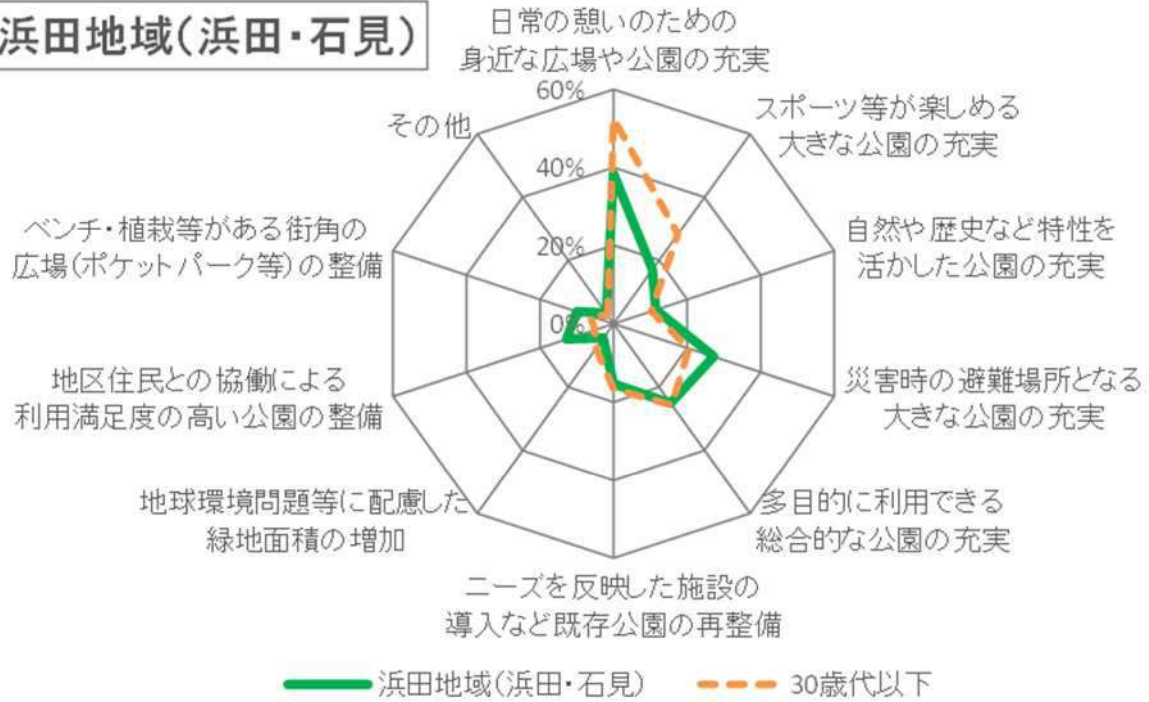 浜田地域(浜田・石見)
日常の憩いのための
身近な広場や公園の充実
60%
40%
20%
0%
スポーツ等が楽しめる
大きな公園の充実
自然や歴史など特性を
活かした公園の充実
災害時の避難場所となる
大きな公園の充実
多目的に利用できる
総合的な公園の充実
ニーズを反映した施設の
導入など既存公園の再整備
地球環境問題等に配慮した
緑地面積の増加
地区住民との協働による
利用満足度の高い公園の整備
ベンチ・植栽等がある街角の
広場(ポケットパーク等)の整備
その他
浜田地域(浜田・石見)
30歳代以下